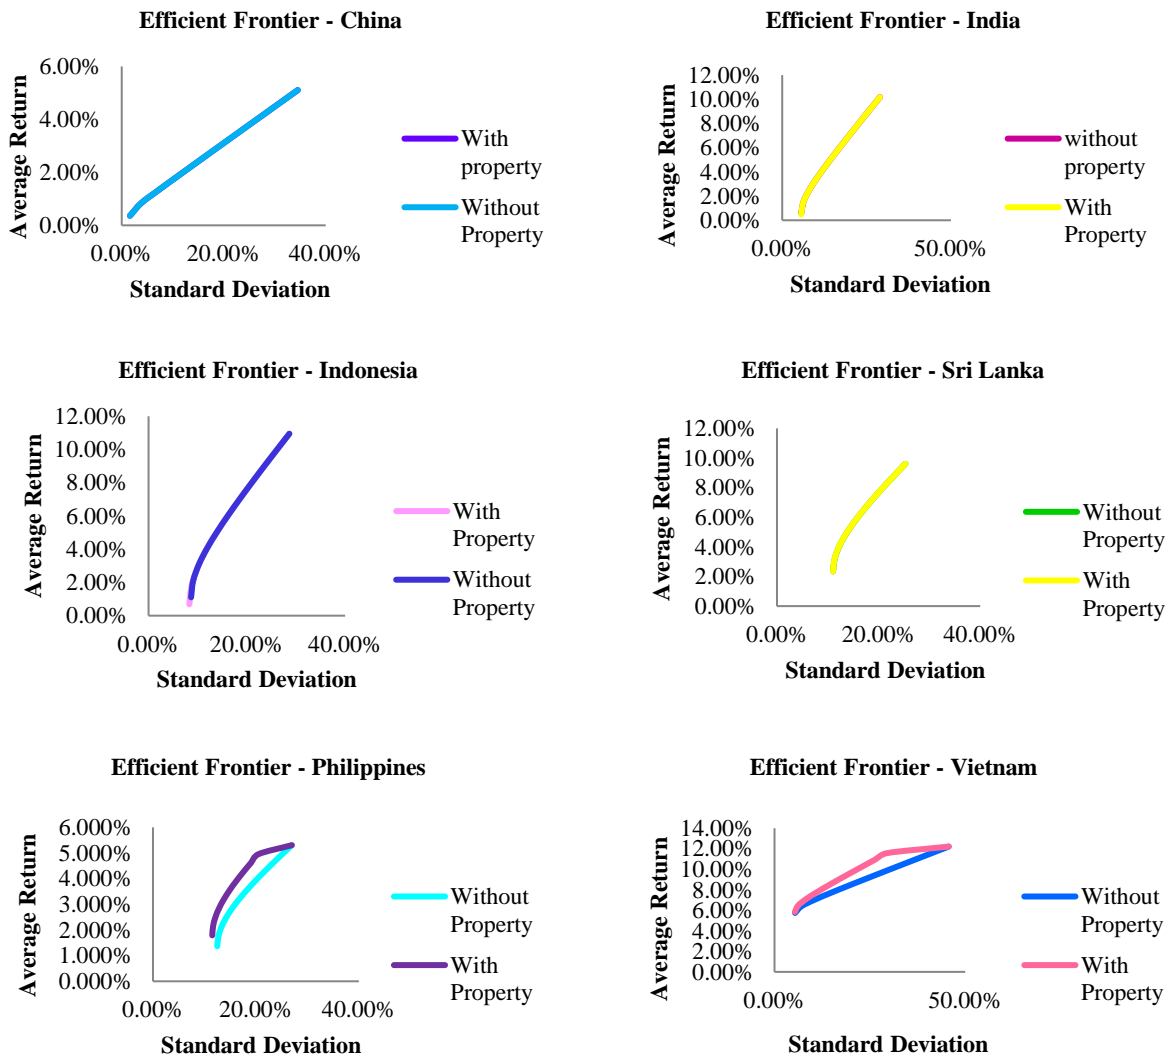 Efficient Frontier - China
6.00%
4.00%
2.00%
0.00%
0.00%
20.00%
40.00%
Average Return
Standard Deviation
With
property
Without
Property
Efficient Frontier - India
12.00%
10.00%
8.00%
6.00%
4.00%
2.00%
0.00%
0.00%
50.00%
Average Return
Standard Deviation
without
property
With
Property
Efficient Frontier - Indonesia
12.00%
10.00%
8.00%
6.00%
4.00%
2.00%
0.00%
0.00%
20.00%
40.00%
Average Return
Standard Deviation
With
Property
Without
Property
Efficient Frontier - Sri Lanka
12.00%
10.00%
8.00%
6.00%
4.00%
2.00%
0.00%
0.00%
20.00%
40.00%
Average Return
Standard Deviation
Without
Property
With
Property
Efficient Frontier - Philippines
6.000%
5.000%
4.000%
3.000%
2.000%
1.000%
0.000%
0.00%
20.00%
40.00%
Average Return
Standard Deviation
Without
Property
With
Property
Efficient Frontier - Vietnam
14.00%
12.00%
10.00%
8.00%
6.00%
4.00%
2.00%
0.00%
0.00%
50.00%
Average Return
Standard Deviation
Without
Property
With
Property